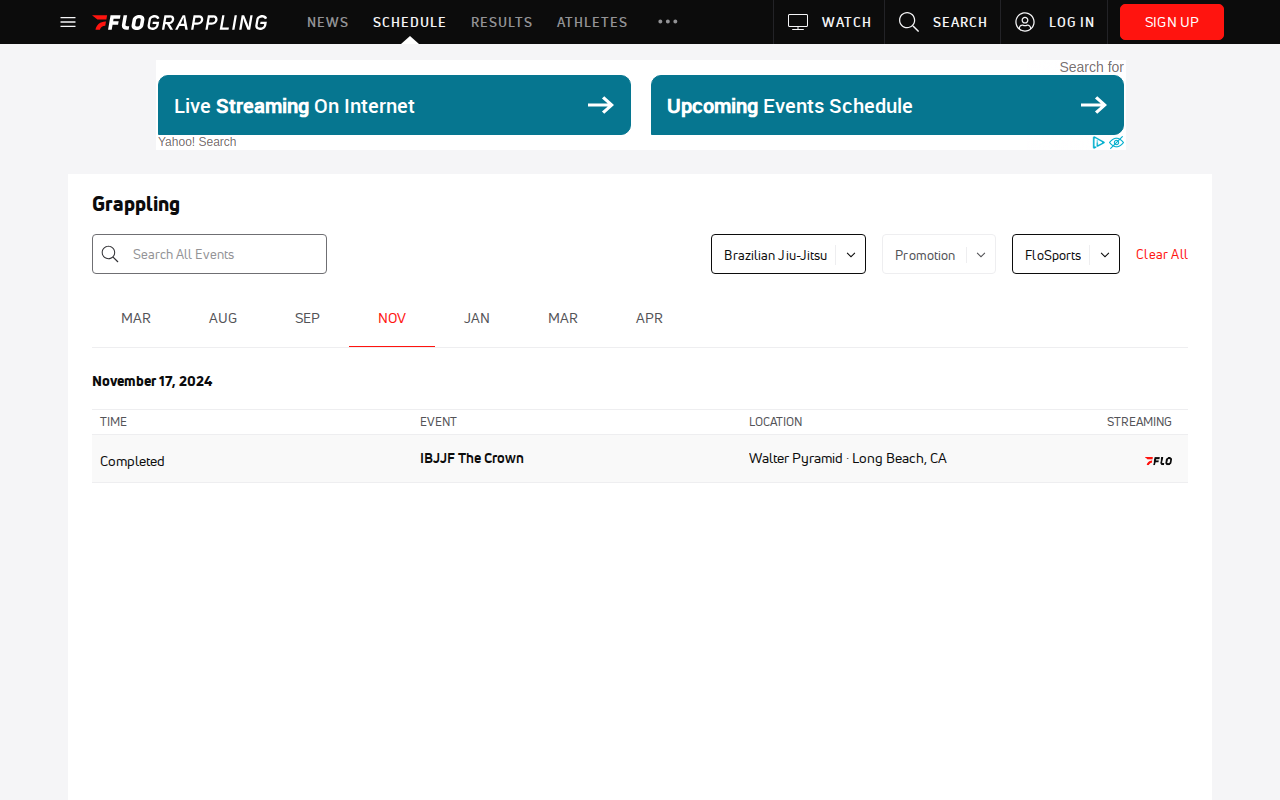 FLOGRAPPLING NEWS SCHEDULE RESULTS ATHLETES WATCH SEARCH LOG IN SIGN UP
Search for
Live Streaming On Internet
Upcoming Events Schedule
Yahoo! Search
Grappling
Search All Events Brazilian Jiu-Jitsu Promotion FloSports Clear All
MAR AUG SEP NOV JAN MAR APR
November 17, 2024
TIME EVENT LOCATION STREAMING
Completed IBJJF The Crown Walter Pyramid · Long Beach, CA FLO